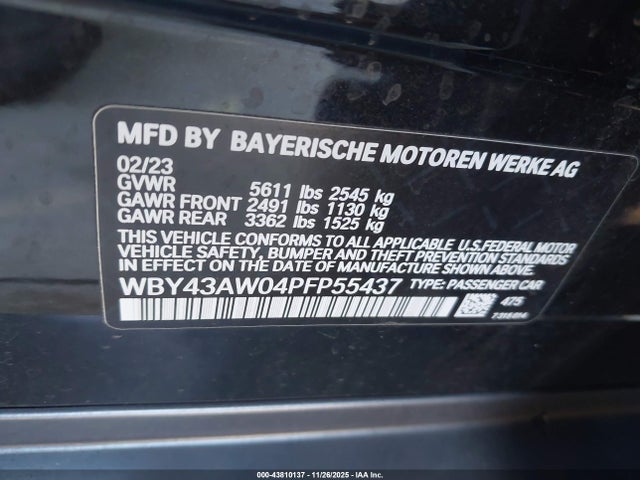 MFD BY BAYERISCHE MOTOREN WERKE AG
02/23
GVWR 5611 lbs 2545 kg
GAWR FRONT 2491 lbs 1130 kg
GAWR REAR 3362 lbs 1525 kg
THIS VEHICLE CONFORMS TO ALL APPLICABLE U.S.FEDERAL MOTOR
VEHICLE SAFETY, BUMPER AND THEFT PREVENTION STANDARDS
IN EFFECT ON THE DATE OF MANUFACTURE SHOWN ABOVE.
WBY43AW04PFP55437 TYPE: PASSENGER CAR
475
000-43810137 - 11/26/2025 - IAA Inc.